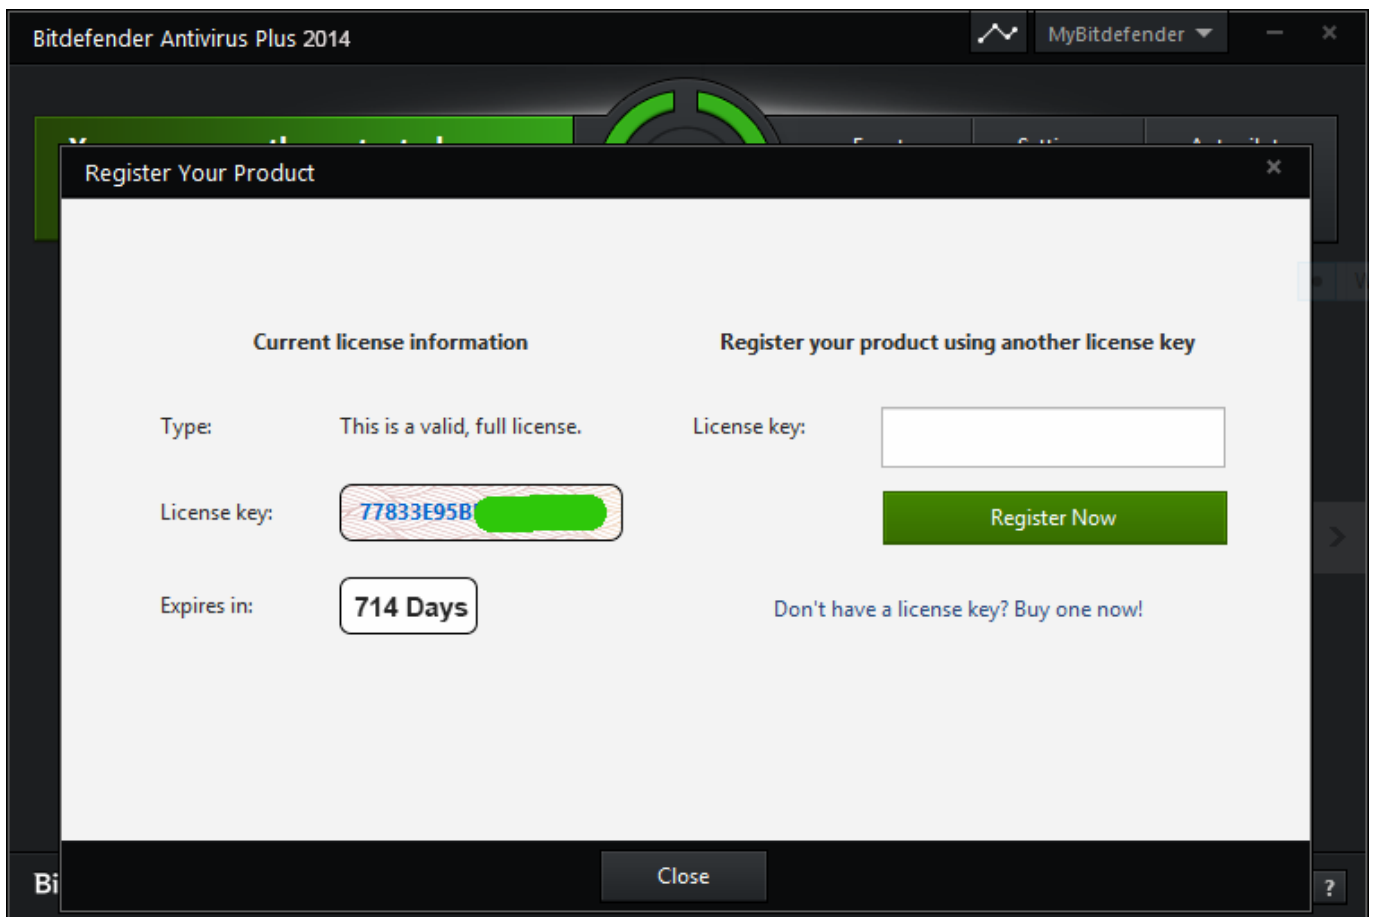 Bitdefender Antivirus Plus 2014
MyBitdefender
Register Your Product
Current license information
Register your product using another license key
Type:
This is a valid, full license.
License key:
License key:
77833E95B
Register Now
Expires in:
714 Days
Don't have a license key? Buy one now!
Close
Bi
?